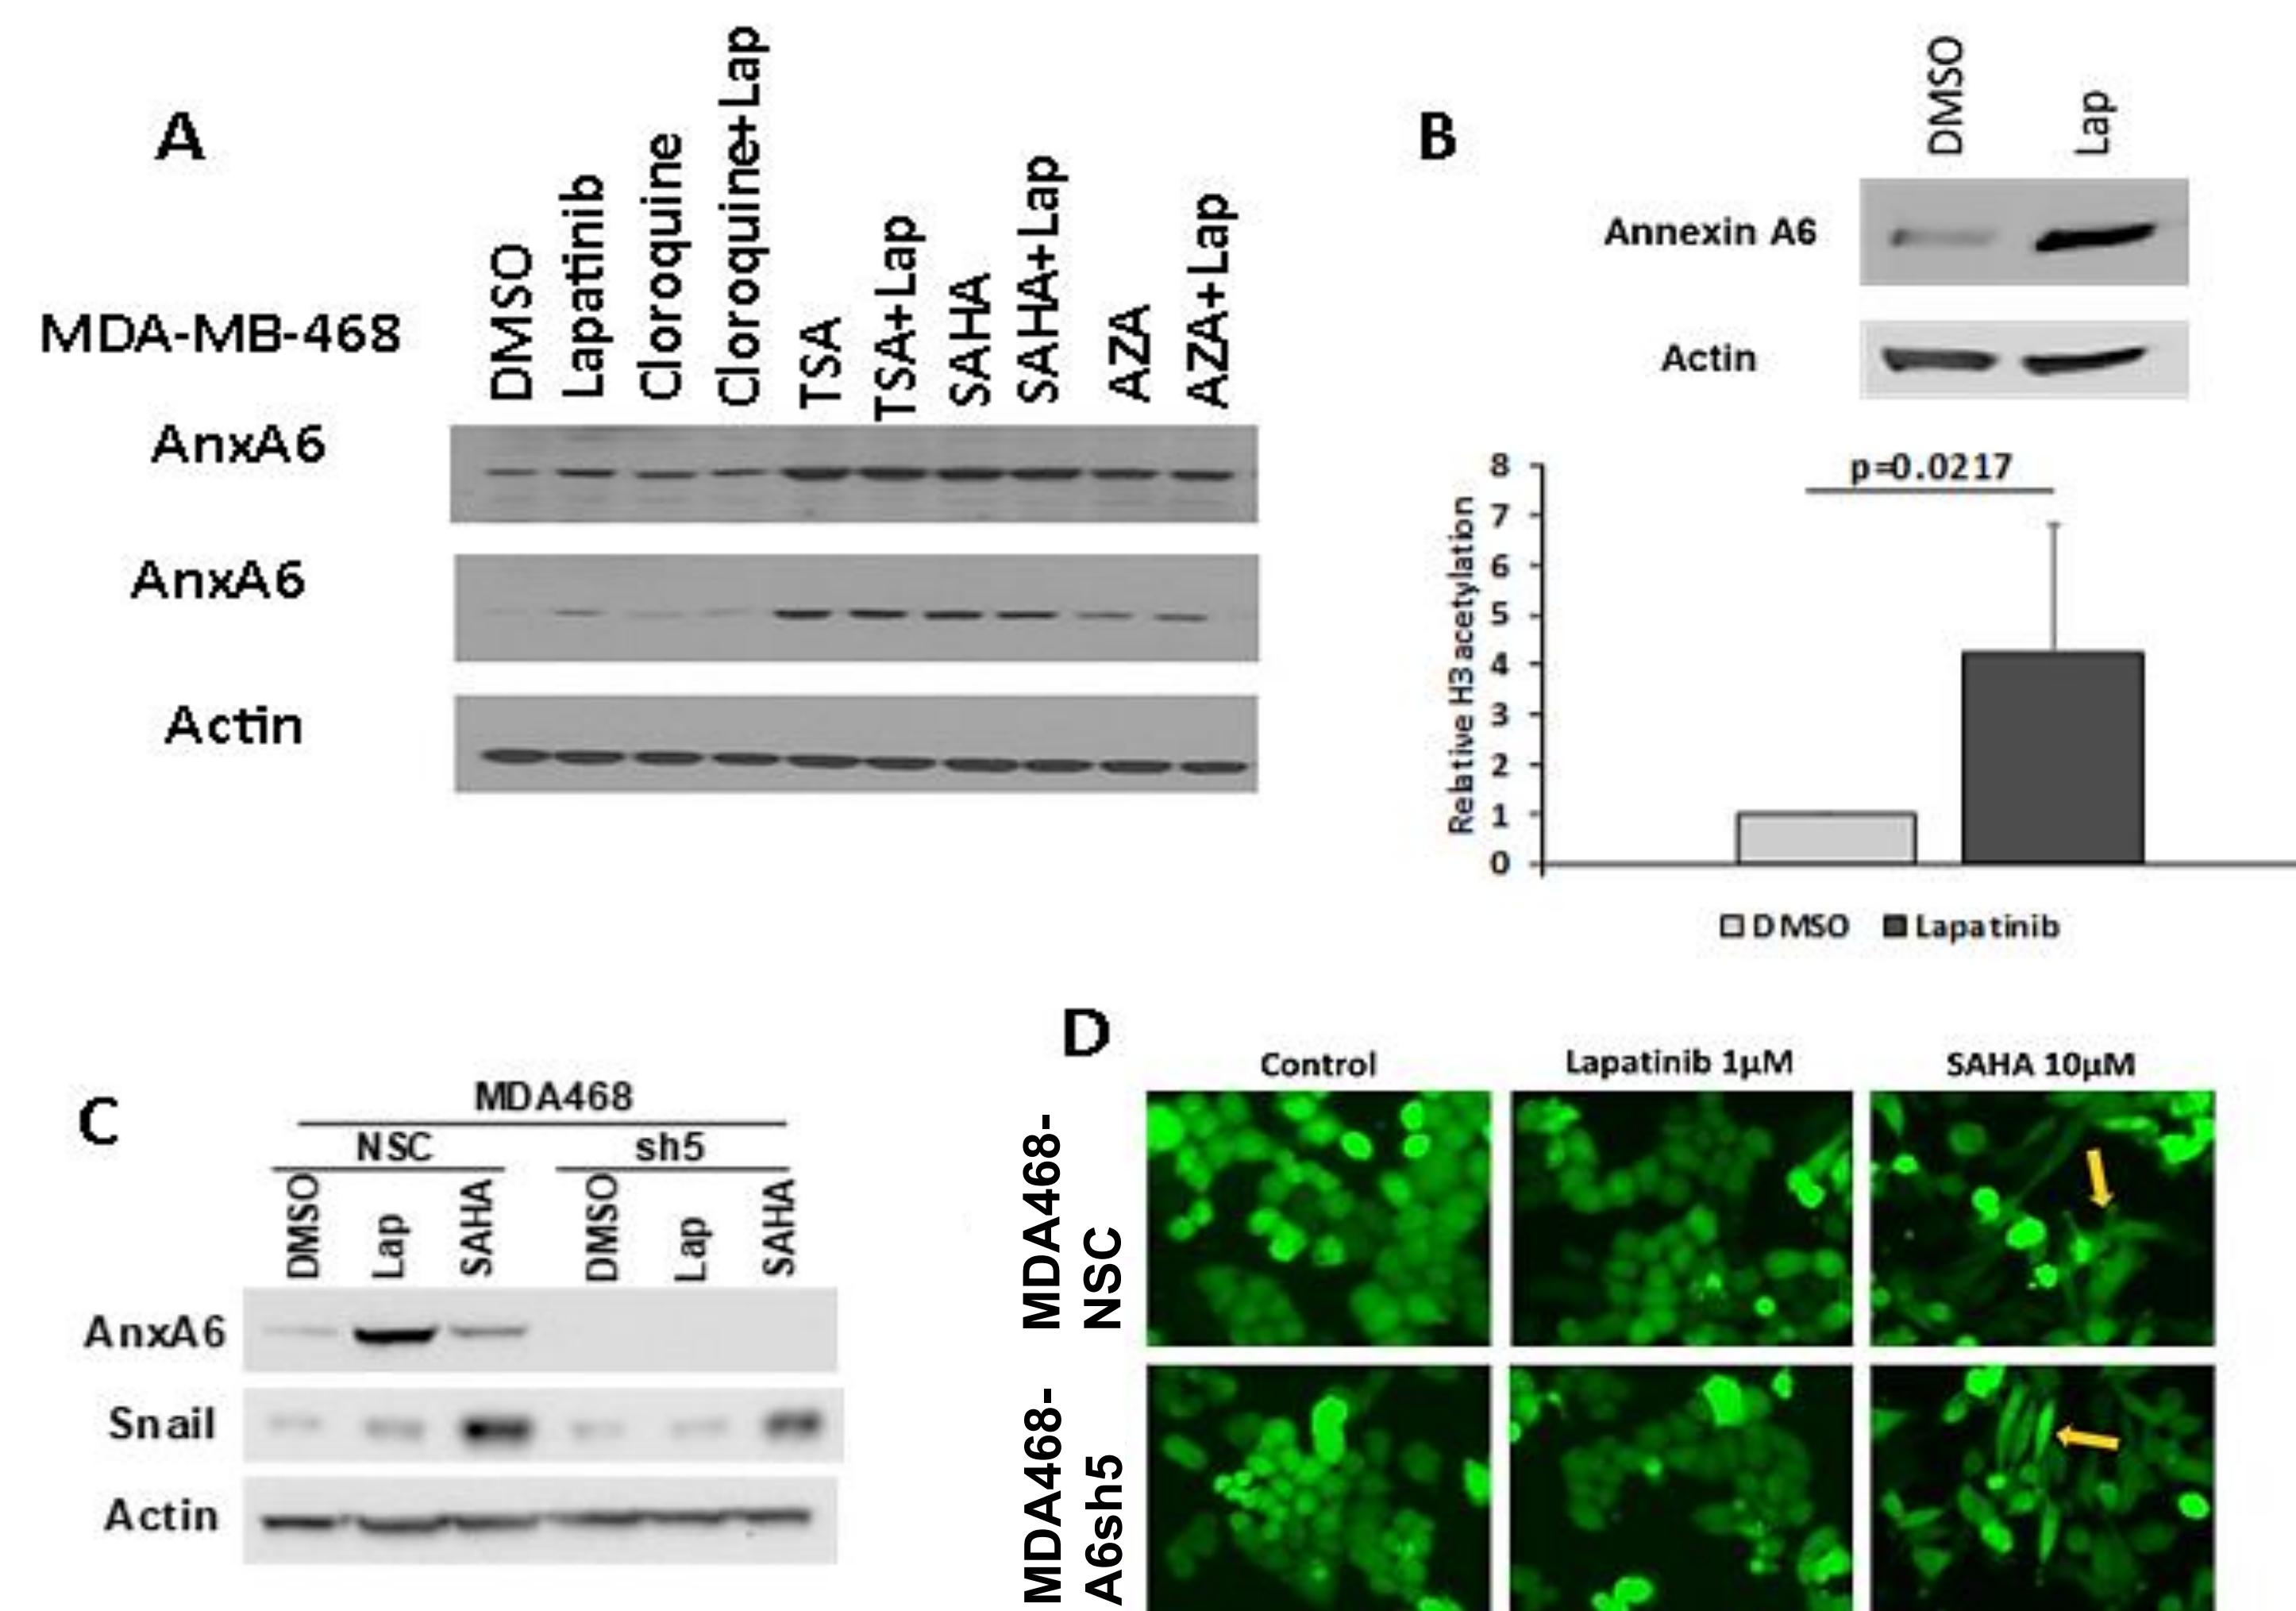 A
MDA-MB-468
DMSO
Lapatinib
Cloroquine
Cloroquine+Lap
TSA
TSA+Lap
SAHA
SAHA+Lap
AZA
AZA+Lap
AnxA6
AnxA6
Actin
B
DMSO
Lap
Annexin A6
Actin
p=0.0217
Relative H3 acetylation
8
7
6
5
4
3
2
1
0
DMSO Lapatinib
C
MDA468
NSC sh5
DMSO
Lap
SAHA
DMSO
Lap
SAHA
AnxA6
Snail
Actin
D
Control Lapatinib 1µM SAHA 10µM
MDA468-
NSC
MDA468-
A6sh5